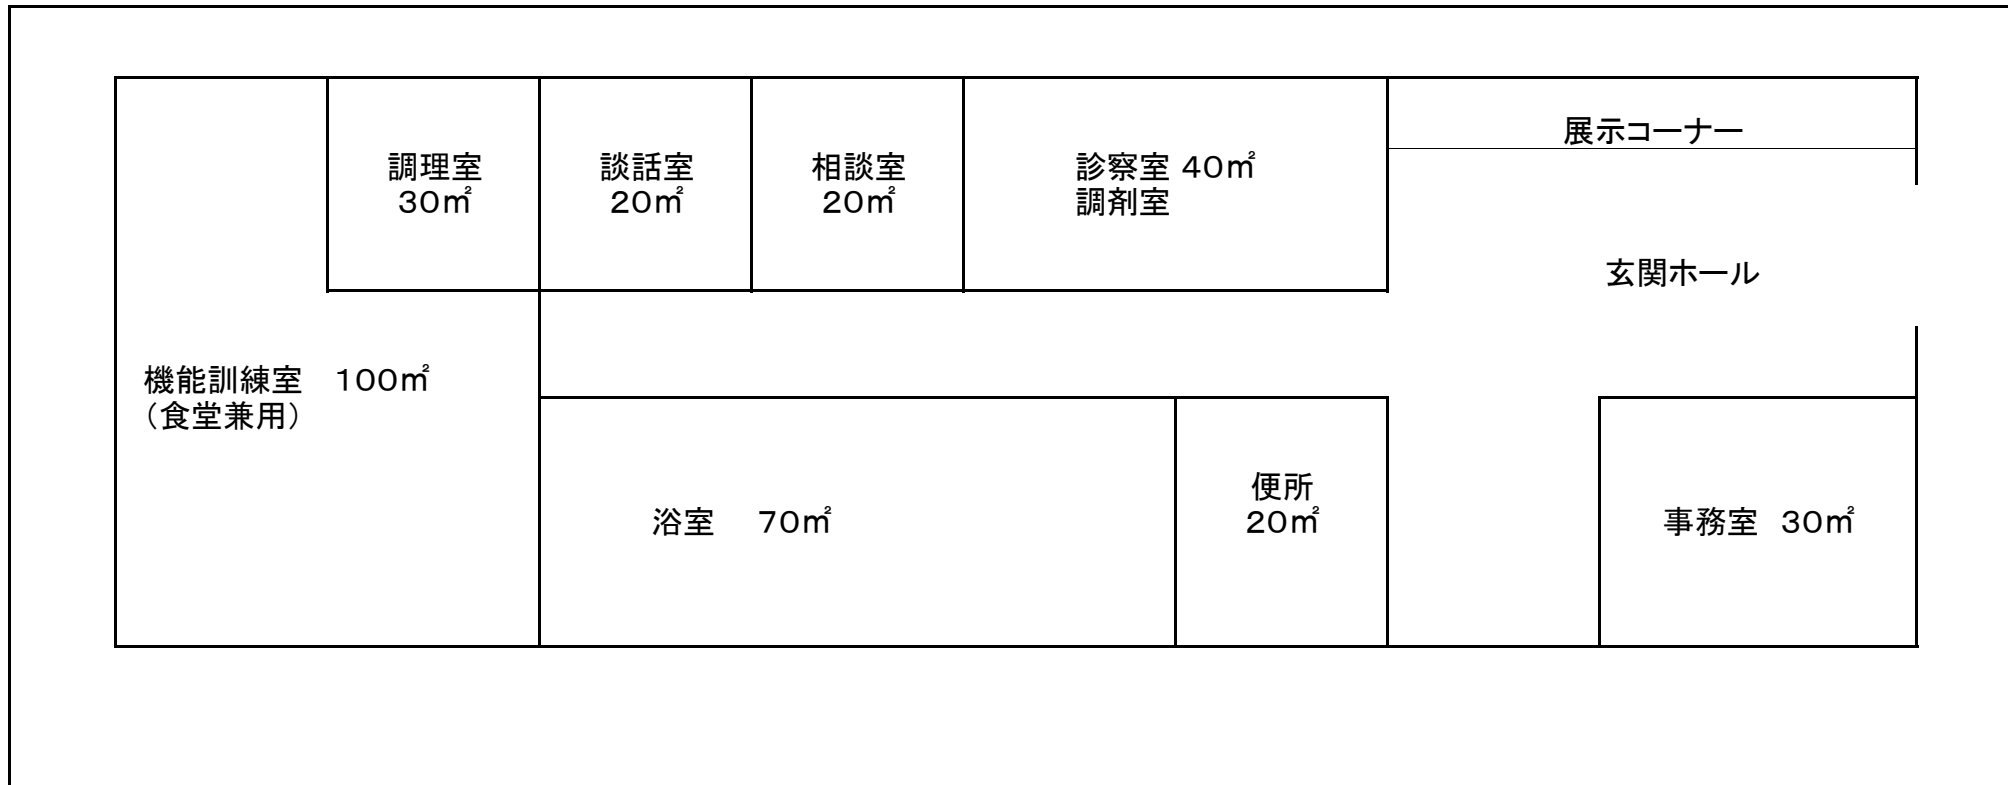 調理室
30㎡
談話室
20㎡
相談室
20㎡
診察室 40㎡
調剤室
展示コーナー
玄関ホール
機能訓練室　100㎡
（食堂兼用）
浴室　70㎡
便所
20㎡
事務室　30㎡